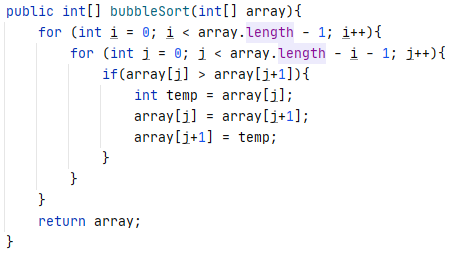 public int[] bubbleSort(int[] array){
    for (int i = 0; i < array.length - 1; i++){
        for (int j = 0; j < array.length - i - 1; j++){
            if(array[j] > array[j+1]){
                int temp = array[j];
                array[j] = array[j+1];
                array[j+1] = temp;
            }
        }
    }
    return array;
}